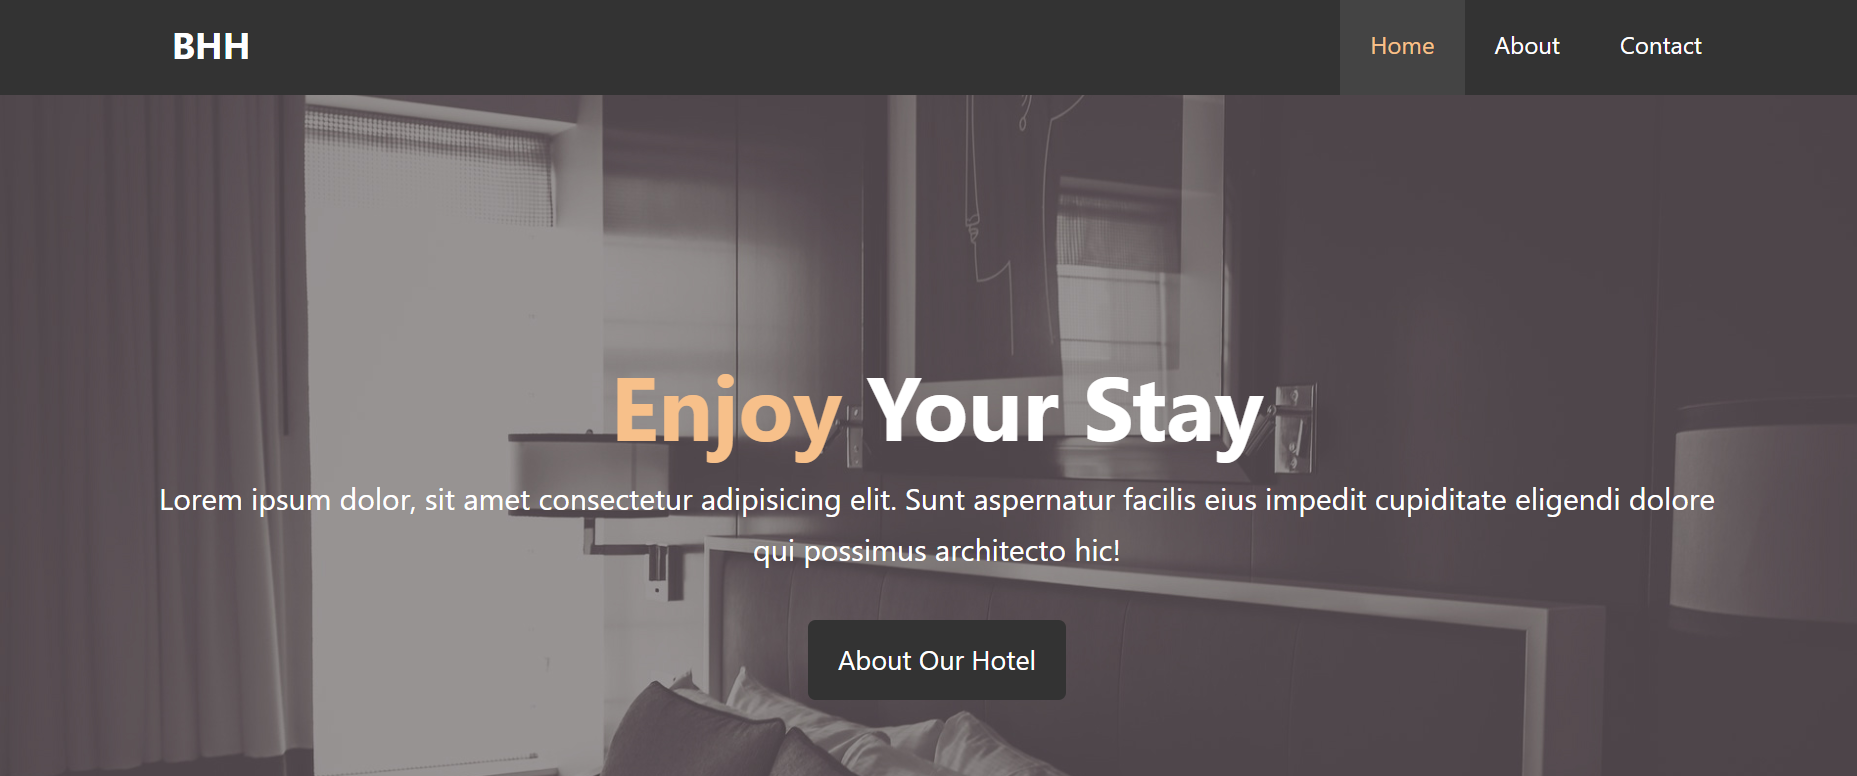 BHH
Home
About
Contact
Enjoy Your Stay
Lorem ipsum dolor, sit amet consectetur adipisicing elit. Sunt aspernatur facilis eius impedit cupiditate eligendi dolore
qui possimus architecto hic!
About Our Hotel